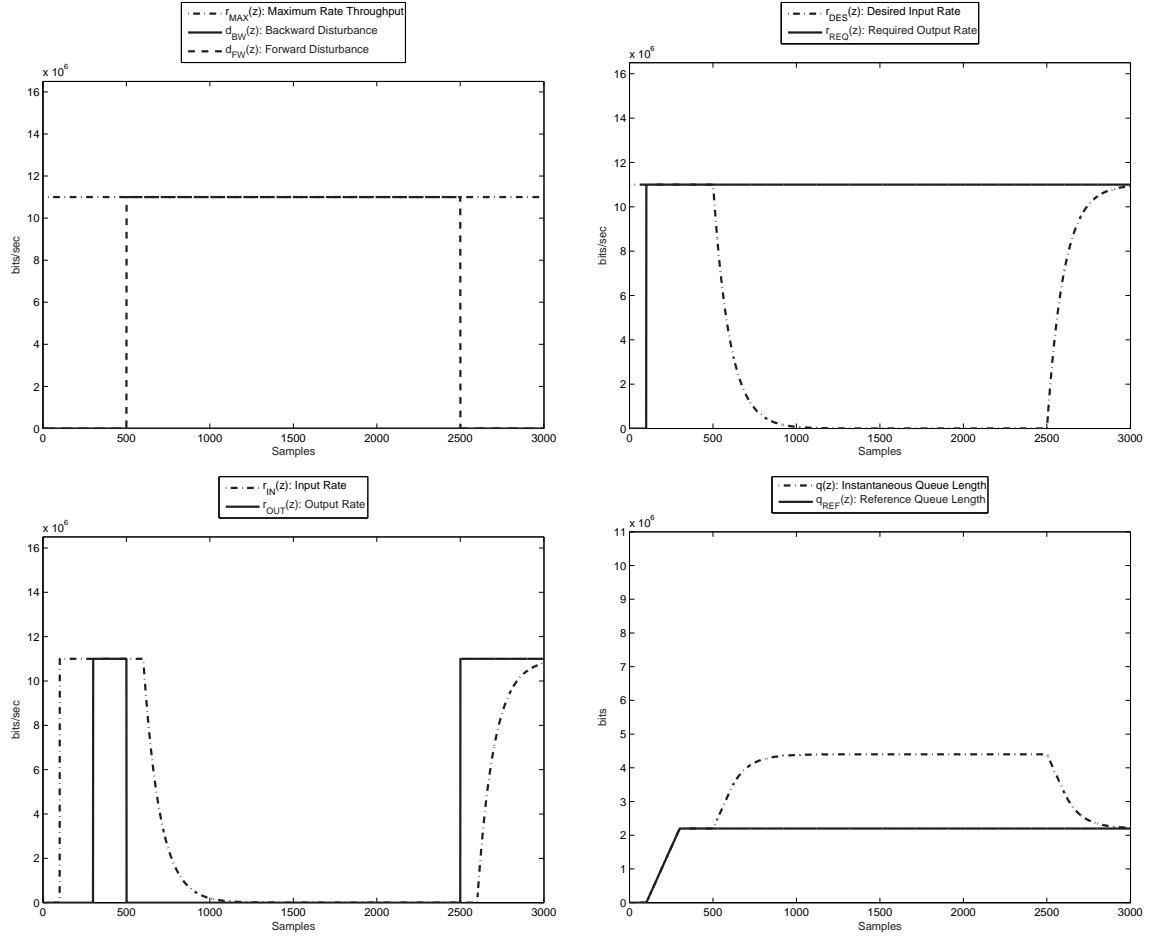 r_MAX(z): Maximum Rate Throughput
d_BW(z): Backward Disturbance
d_FW(z): Forward Disturbance
x 10^6
16
14
12
10
8
6
4
2
0
bits/sec
0 500 1000 1500 2000 2500 3000
Samples
r_DES(z): Desired Input Rate
r_REQ(z): Required Output Rate
x 10^6
16
14
12
10
8
6
4
2
0
bits/sec
0 500 1000 1500 2000 2500 3000
Samples
r_IN(z): Input Rate
r_OUT(z): Output Rate
x 10^6
16
14
12
10
8
6
4
2
0
bits/sec
0 500 1000 1500 2000 2500 3000
Samples
q(z): Instantaneous Queue Length
q_REF(z): Reference Queue Length
x 10^6
11
10
9
8
7
6
5
4
3
2
1
0
bits
0 500 1000 1500 2000 2500 3000
Samples